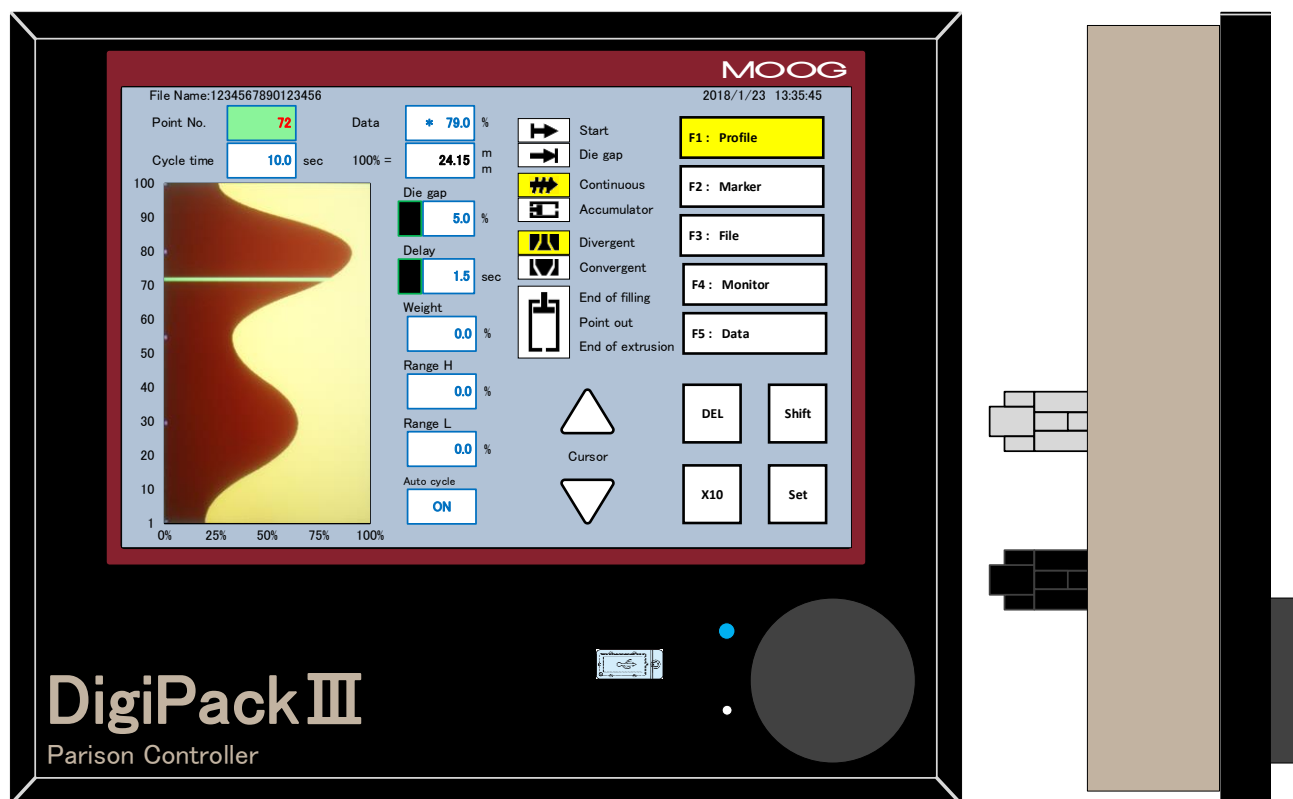 MOOG
File Name:1234567890123456
2018/1/23 13:35:45
Point No. 72 Data * 79.0 %
Cycle time 10.0 sec 100% = 24.15 m
m
Start
Die gap
Continuous
Accumulator
Divergent
Convergent
End of filling
Point out
End of extrusion
F1 : Profile
F2 : Marker
F3 : File
F4 : Monitor
F5 : Data
100
90
80
70
60
50
40
30
20
10
1
0% 25% 50% 75% 100%
Die gap
5.0 %
Delay
1.5 sec
Weight
0.0 %
Range H
0.0 %
Range L
0.0 %
Auto cycle
ON
Cursor
DEL Shift
X10 Set
DigiPackⅢ
Parison Controller